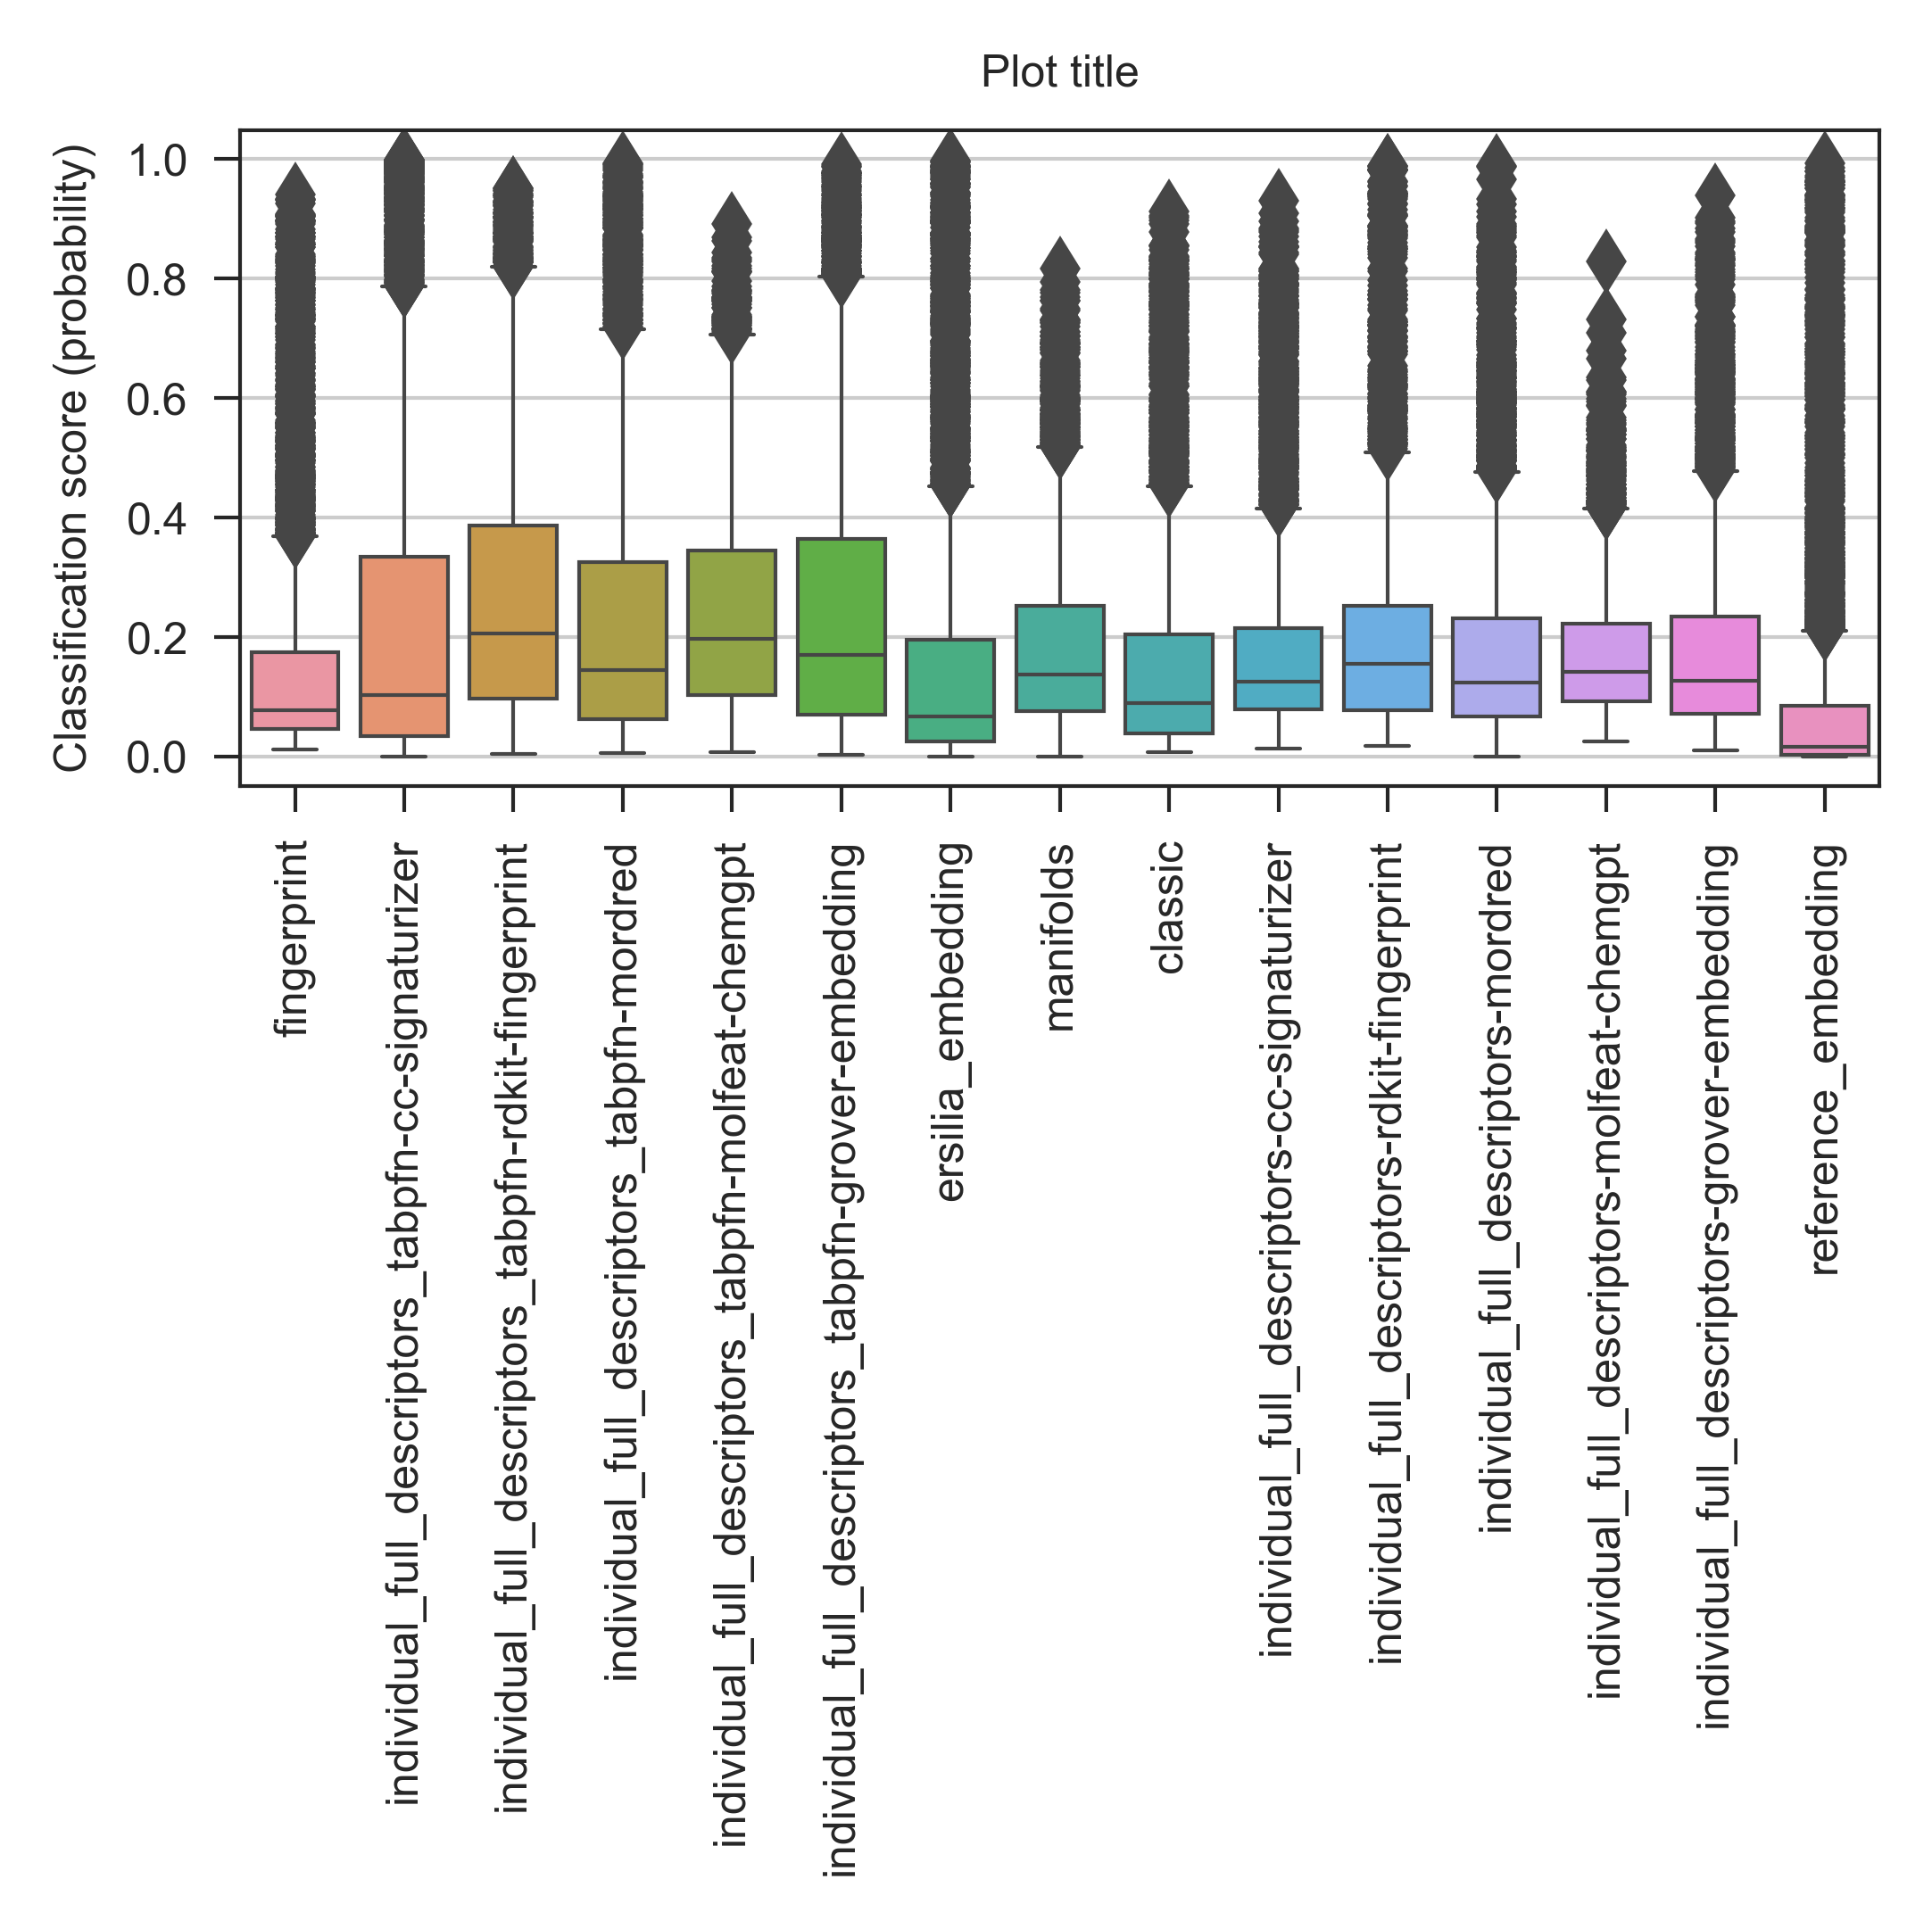 Plot title
Classification score (probability)
1.0
0.8
0.6
0.4
0.2
0.0
fingerprint
individual_full_descriptors_tabpfn-cc-signaturizer
individual_full_descriptors_tabpfn-rdkit-fingerprint
individual_full_descriptors_tabpfn-mordred
individual_full_descriptors_tabpfn-molfeat-chemgpt
individual_full_descriptors_tabpfn-grover-embedding
ersilia_embedding
manifolds
classic
individual_full_descriptors-cc-signaturizer
individual_full_descriptors-rdkit-fingerprint
individual_full_descriptors-mordred
individual_full_descriptors-molfeat-chemgpt
individual_full_descriptors-grover-embedding
reference_embedding